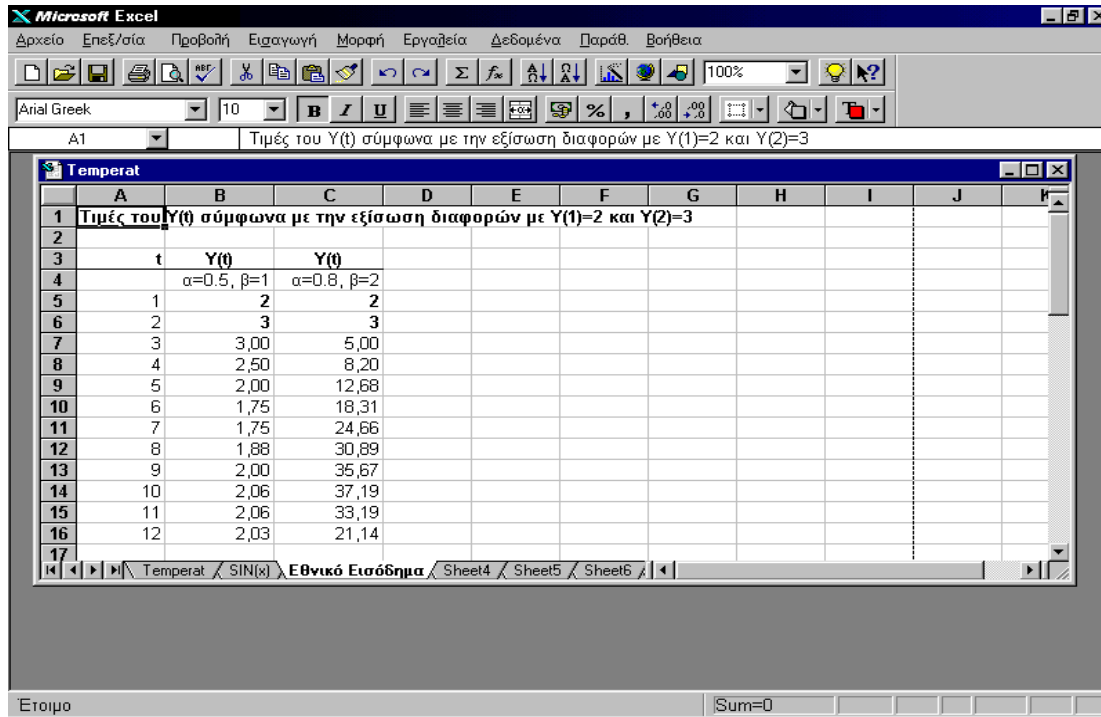 Microsoft Excel
Αρχείο Επεξ/σία Προβολή Εισαγωγή Μορφή Εργαλεία Δεδομένα Παράθ. Βοήθεια
100%
Arial Greek 10 B I U % ,
A1 Τιμές του Y(t) σύμφωνα με την εξίσωση διαφορών με Y(1)=2 και Y(2)=3
Temperat
A B C D E F G H I J K
1 Τιμές του Y(t) σύμφωνα με την εξίσωση διαφορών με Y(1)=2 και Y(2)=3
2
3 t Y(t) Y(t)
4 α=0.5, β=1 α=0.8, β=2
5 1 2 2
6 2 3 3
7 3 3,00 5,00
8 4 2,50 8,20
9 5 2,00 12,68
10 6 1,75 18,31
11 7 1,75 24,66
12 8 1,88 30,89
13 9 2,00 35,67
14 10 2,06 37,19
15 11 2,06 33,19
16 12 2,03 21,14
17
Temperat SIN(x) Εθνικό Εισόδημα Sheet4 Sheet5 Sheet6
Έτοιμο Sum=0